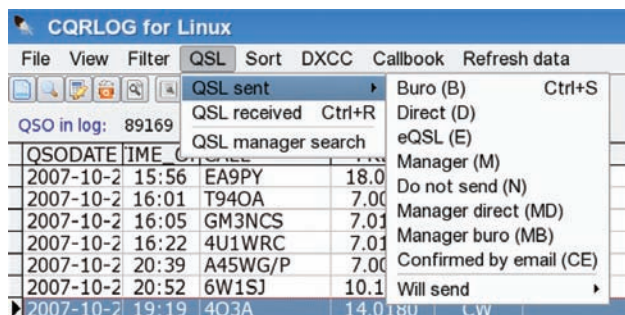 CQRLOG for Linux
File View Filter QSL Sort DXCC Callbook Refresh data
QSL sent
QSL received Ctrl+R
QSL manager search
Buro (B) Ctrl+S
Direct (D)
eQSL (E)
Manager (M)
Do not send (N)
Manager direct (MD)
Manager buro (MB)
Confirmed by email (CE)
Will send
QSO in log: 89169
QSODATE
2007-10-2 15:56 EA9PY 18.0
2007-10-2 16:01 T94OA 7.00
2007-10-2 16:05 GM3NCS 7.01
2007-10-2 16:22 4U1WRC 7.01
2007-10-2 20:39 A45WG/P 7.00
2007-10-2 20:52 6W1SJ 10.1
2007-10-2 19:19 4O3A 14.0180 CW